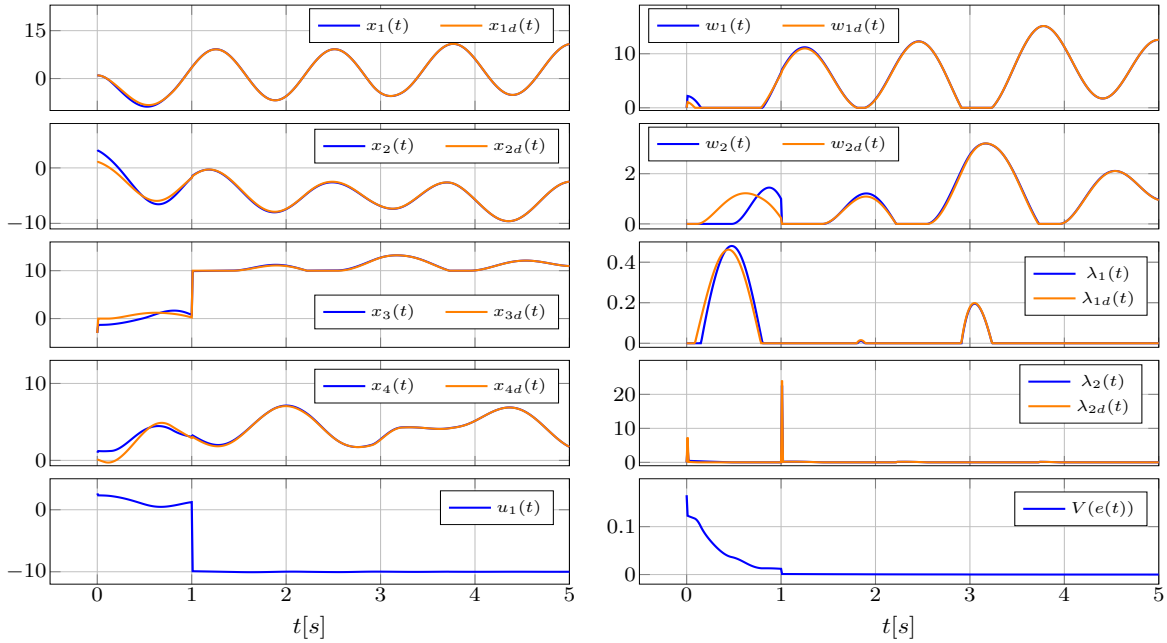 15
0
x₁(t) x₁d(t)
0
−10
x₂(t) x₂d(t)
10
0
x₃(t)
x₃d(t)
10
0
x₄(t) x₄d(t)
0
−10
u₁(t)
0 1 2 3 4 5
t[s]
10
0
w₁(t) w₁d(t)
2
0
w₂(t) w₂d(t)
0.4
0.2
0
λ₁(t)
λ₁d(t)
20
10
0
λ₂(t)
λ₂d(t)
0.1
0
V(e(t))
0 1 2 3 4 5
t[s]